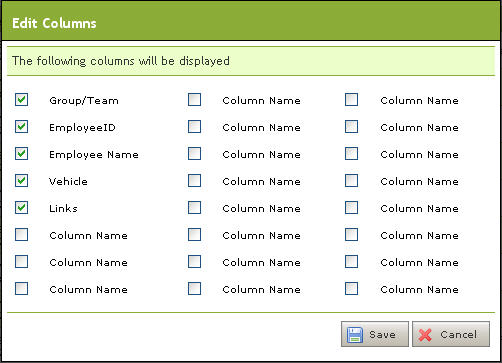 Edit Columns
The following columns will be displayed
Group/Team Column Name Column Name
EmployeeID Column Name Column Name
Employee Name Column Name Column Name
Vehicle Column Name Column Name
Links Column Name Column Name
Column Name Column Name Column Name
Column Name Column Name Column Name
Column Name Column Name Column Name
Save Cancel